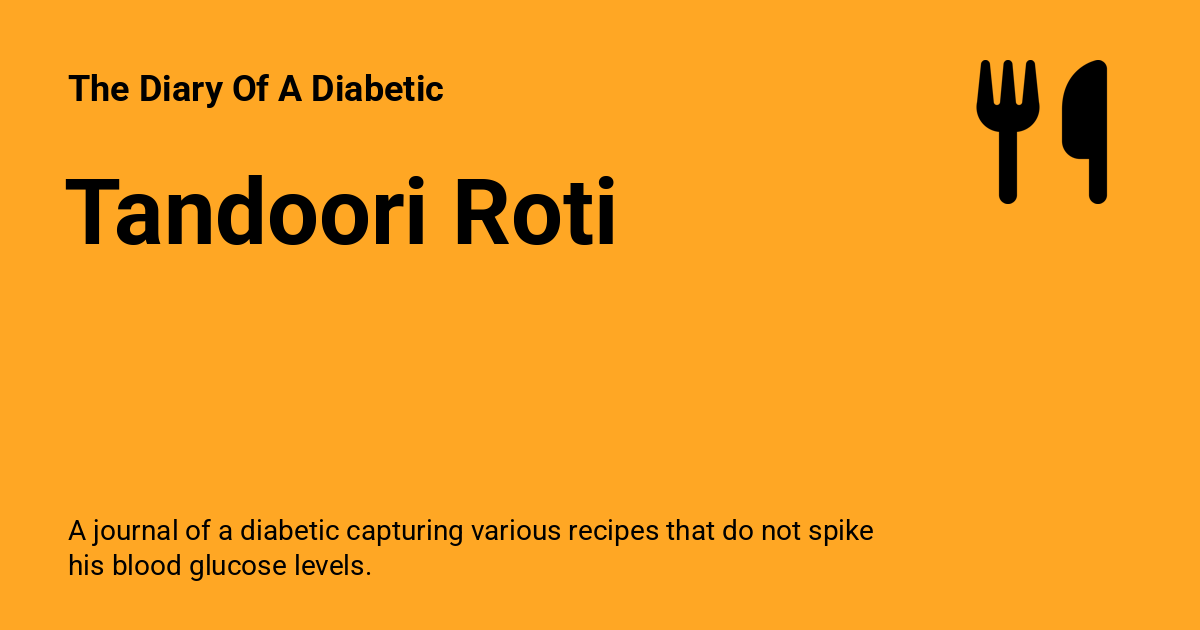 The Diary Of A Diabetic
Tandoori Roti
A journal of a diabetic capturing various recipes that do not spike
his blood glucose levels.